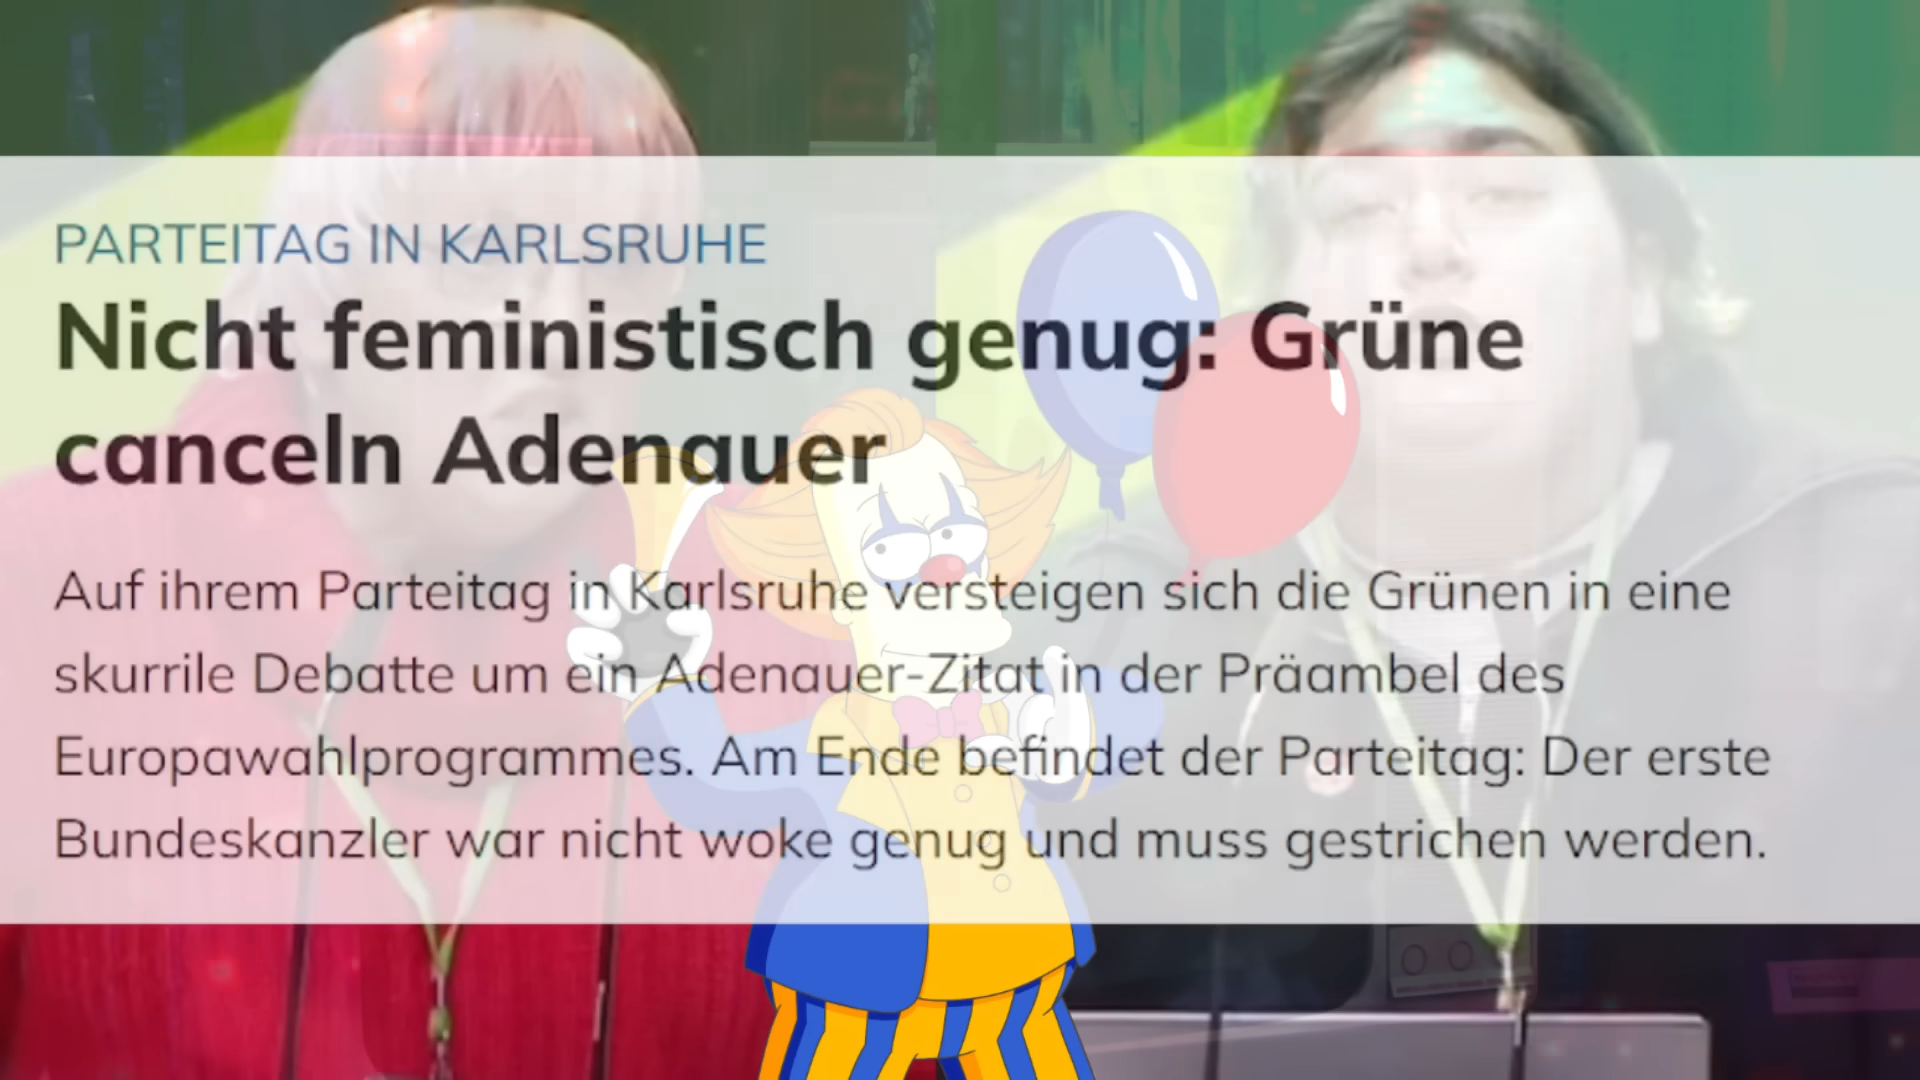 PARTEITAG IN KARLSRUHE
Nicht feministisch genug: Grüne
canceln Adenauer
Auf ihrem Parteitag in Karlsruhe versteigen sich die Grünen in eine
skurrile Debatte um ein Adenauer-Zitat in der Präambel des
Europawahlprogrammes. Am Ende befindet der Parteitag: Der erste
Bundeskanzler war nicht woke genug und muss gestrichen werden.